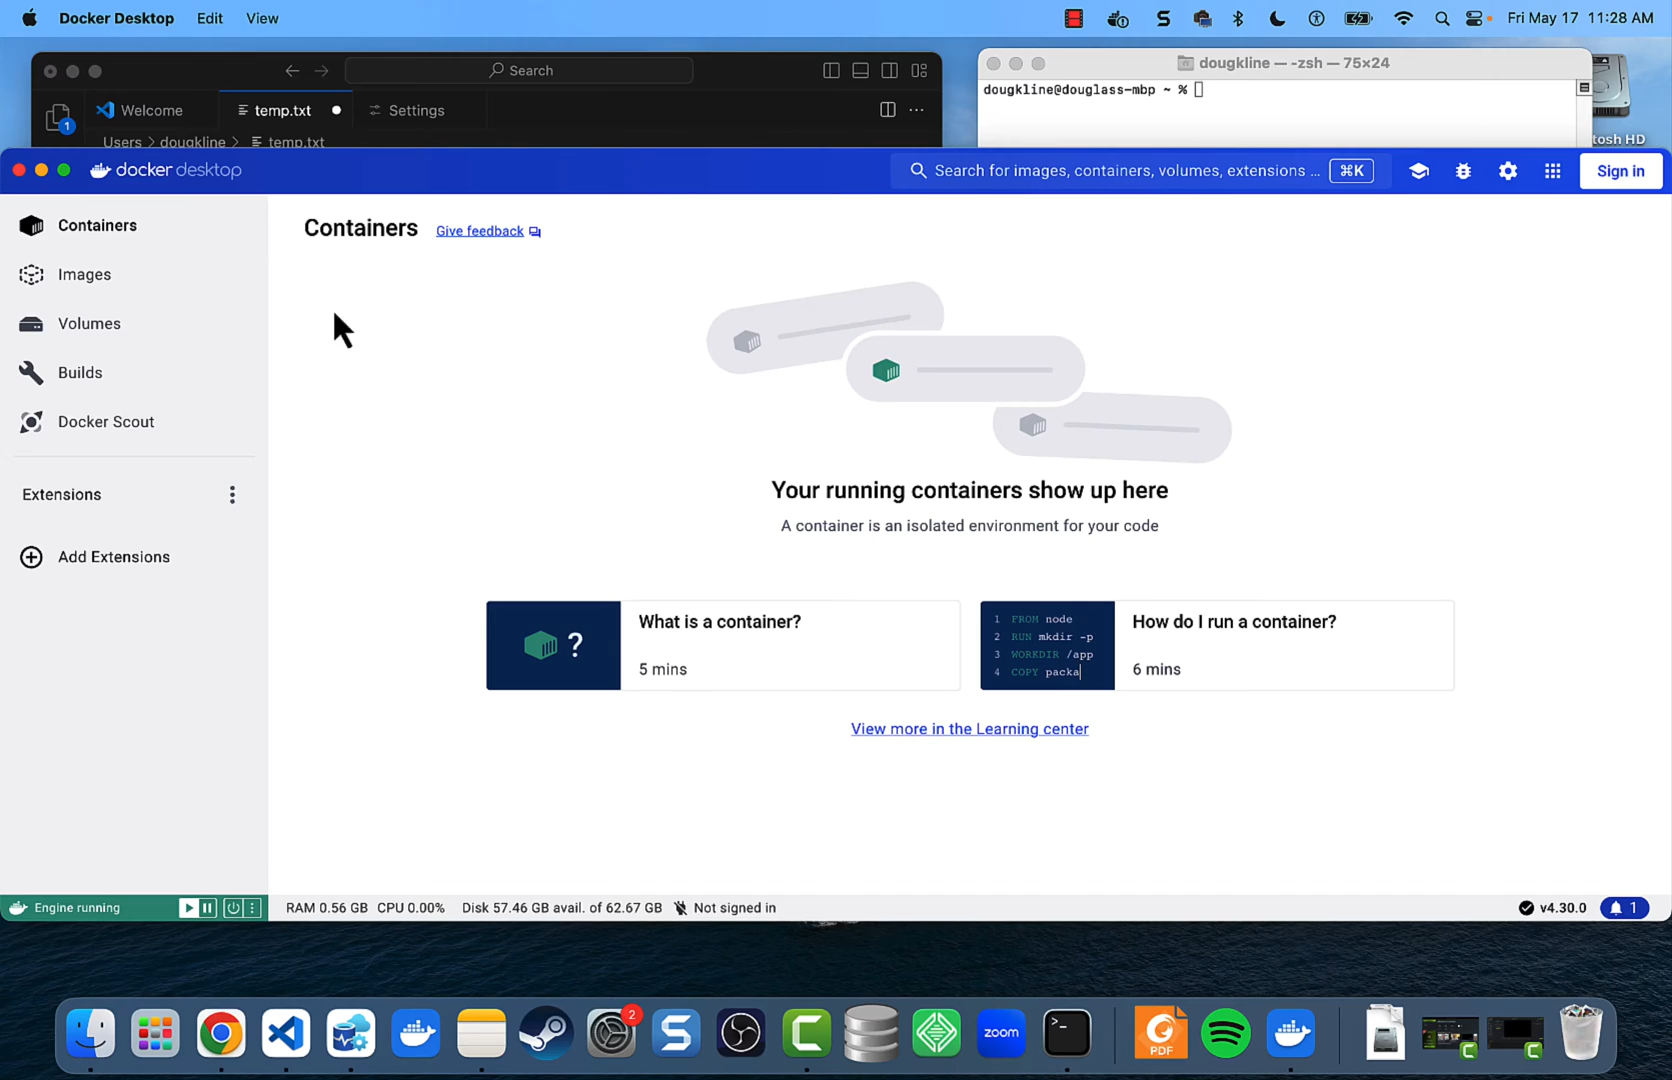 Docker Desktop Edit View
Fri May 17 11:28 AM
Search
Welcome temp.txt Settings
1
Users > dougkline > temp.txt
dougkline — -zsh — 75×24
dougkline@douglass-mbp ~ %
tosh HD
docker desktop
Search for images, containers, volumes, extensions ... ⌘K
Sign in
Containers
Images
Volumes
Builds
Docker Scout
Extensions
Add Extensions
Containers Give feedback
Your running containers show up here
A container is an isolated environment for your code
?
What is a container?
5 mins
1 FROM node
2 RUN mkdir -p
3 WORKDIR /app
4 COPY packa
How do I run a container?
6 mins
View more in the Learning center
Engine running
RAM 0.56 GB CPU 0.00% Disk 57.46 GB avail. of 62.67 GB Not signed in
v4.30.0 1
2
S
C
zoom
>_
PDF
C
C